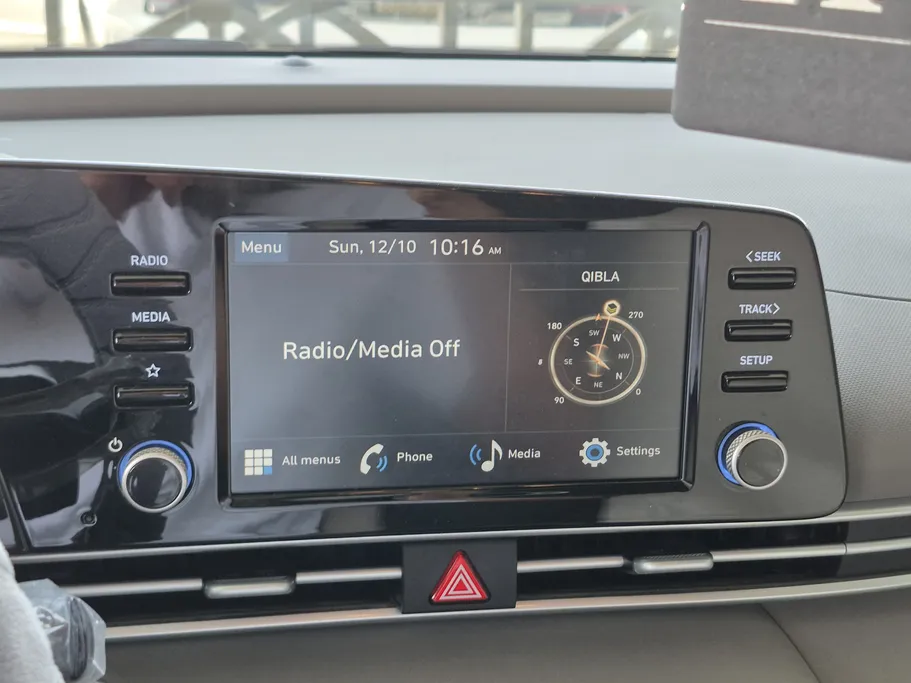 Menu Sun, 12/10 10:16 AM
RADIO
MEDIA
Radio/Media Off
QIBLA
180 270
S SW W
SE NW
E NE N
90 0
All menus Phone Media Settings
<SEEK
TRACK>
SETUP